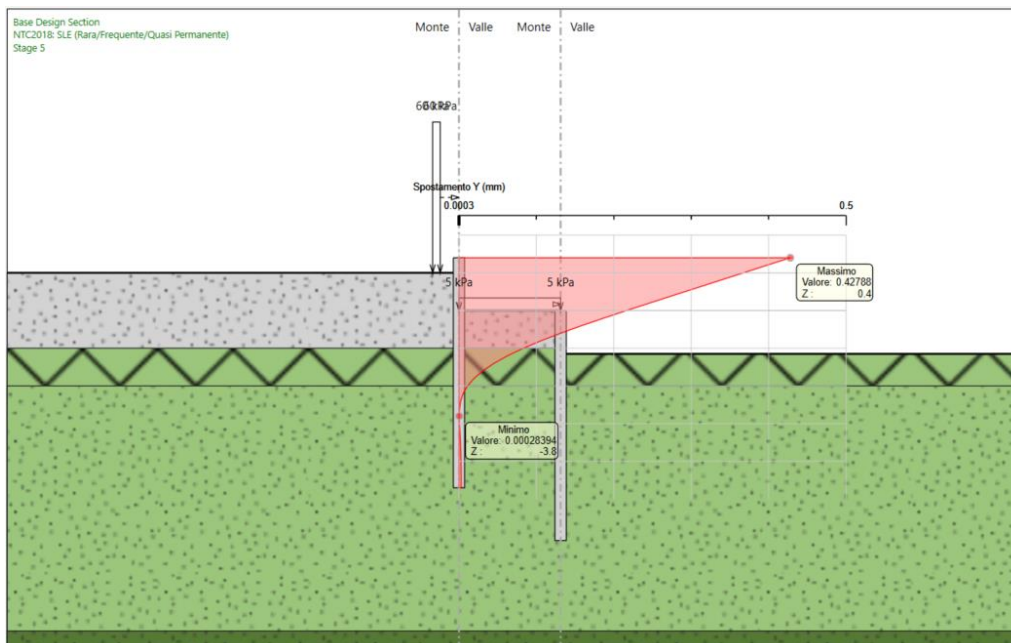 Base Design Section
NTC2018: SLE (Rara/Frequente/Quasi Permanente)
Stage 5
Monte Valle Monte Valle
Spostamento Y (mm)
0.0003 0.5
Massimo
Valore: 0.42788
Z : 0.4
5 kPa 5 kPa
Minimo
Valore: 0.00028394
Z : -3.8